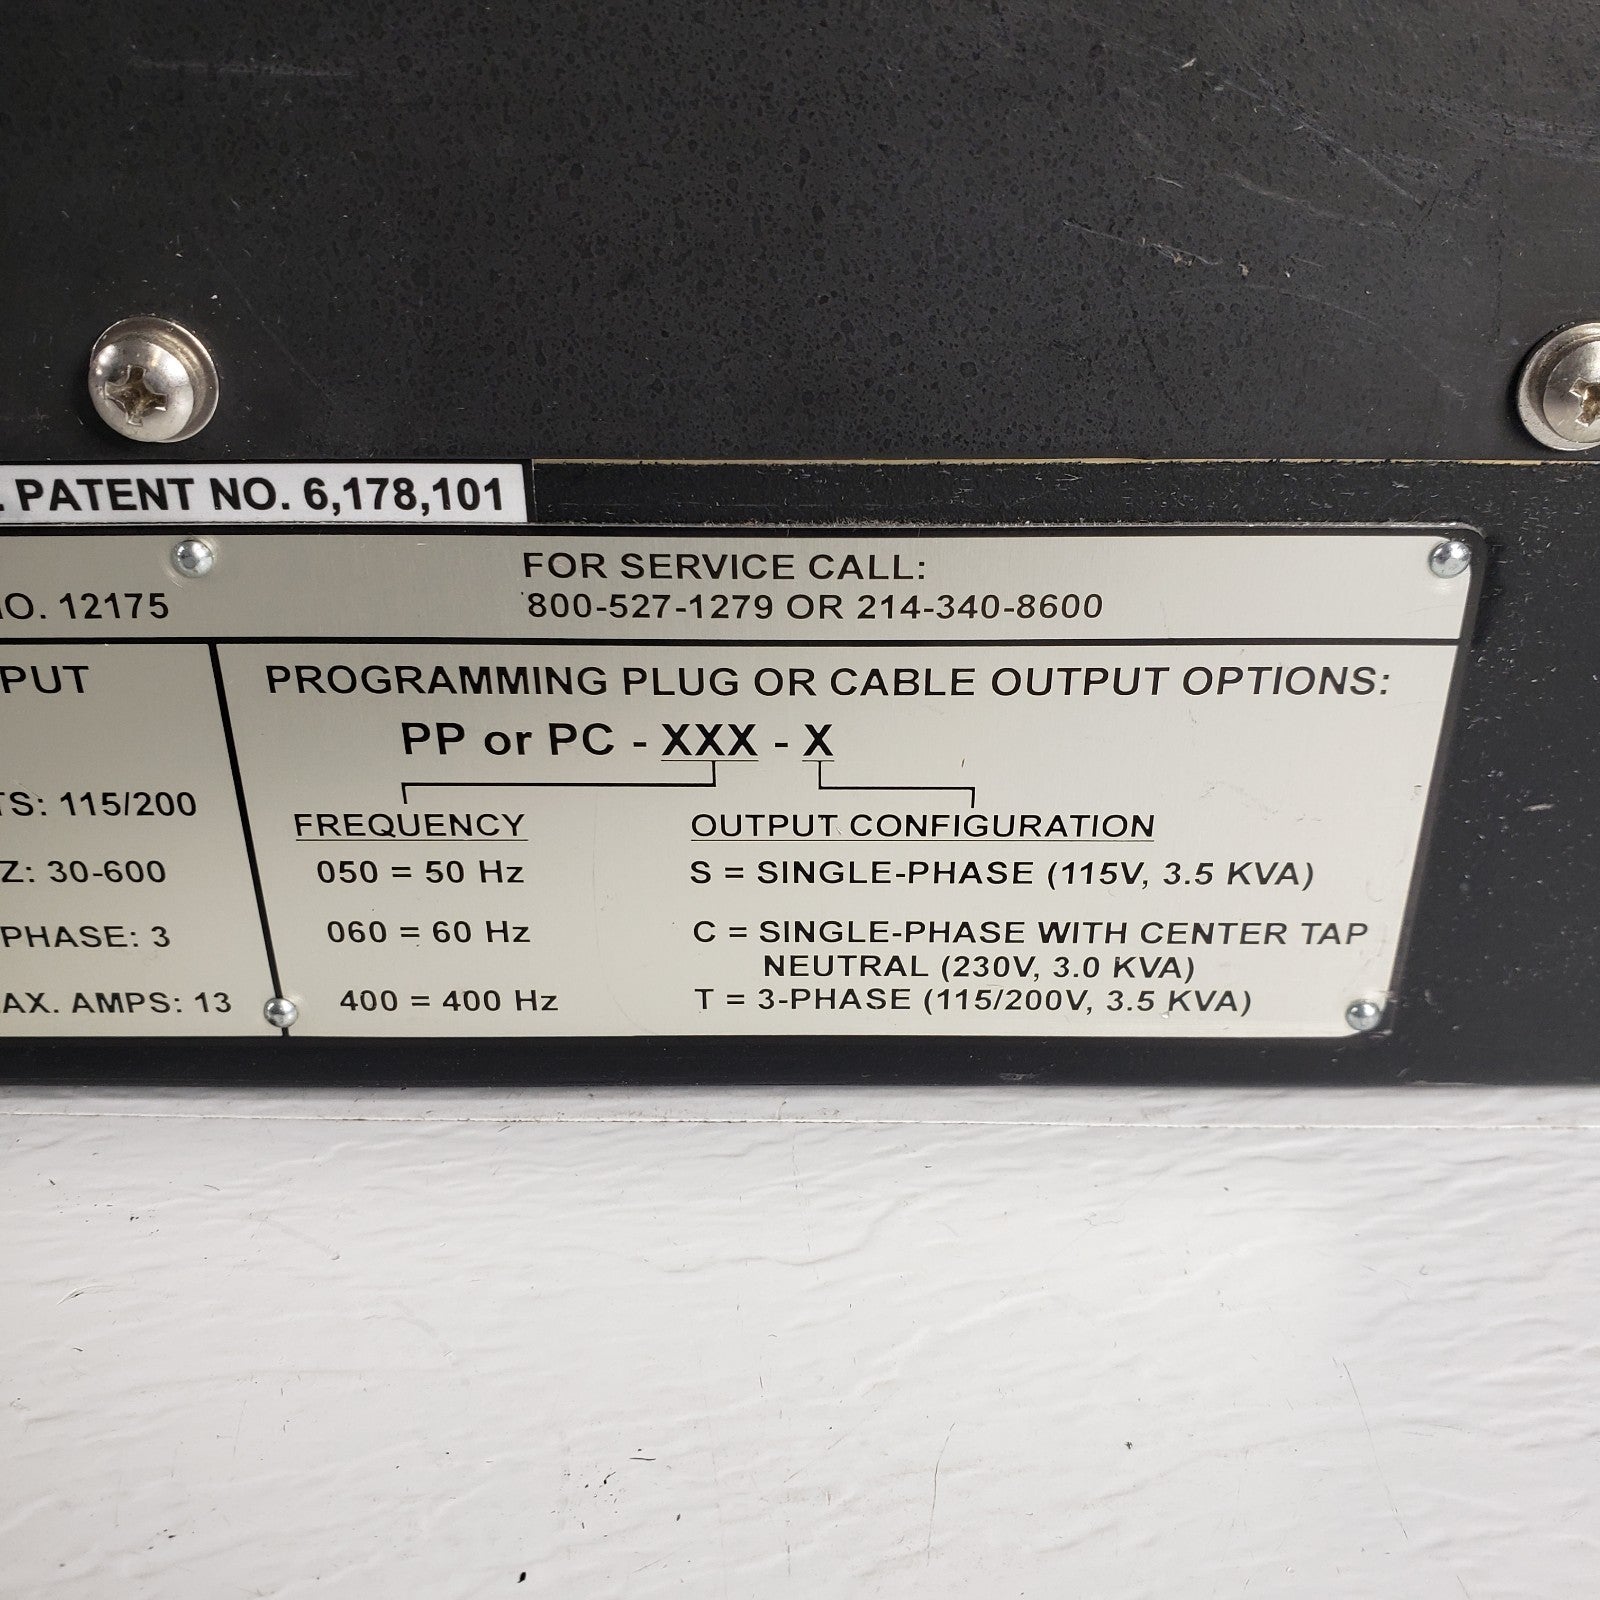 PATENT NO. 6,178,101
FOR SERVICE CALL:
12175 800-527-1279 OR 214-340-8600
PROGRAMMING PLUG OR CABLE OUTPUT OPTIONS:
PP or PC - XXX - X
115/200
FREQUENCY OUTPUT CONFIGURATION
30-600 050 = 50 Hz S = SINGLE-PHASE (115V, 3.5 KVA)
PHASE: 3 060 = 60 Hz C = SINGLE-PHASE WITH CENTER TAP
NEUTRAL (230V, 3.0 KVA)
AMPS: 13 400 = 400 Hz T = 3-PHASE (115/200V, 3.5 KVA)